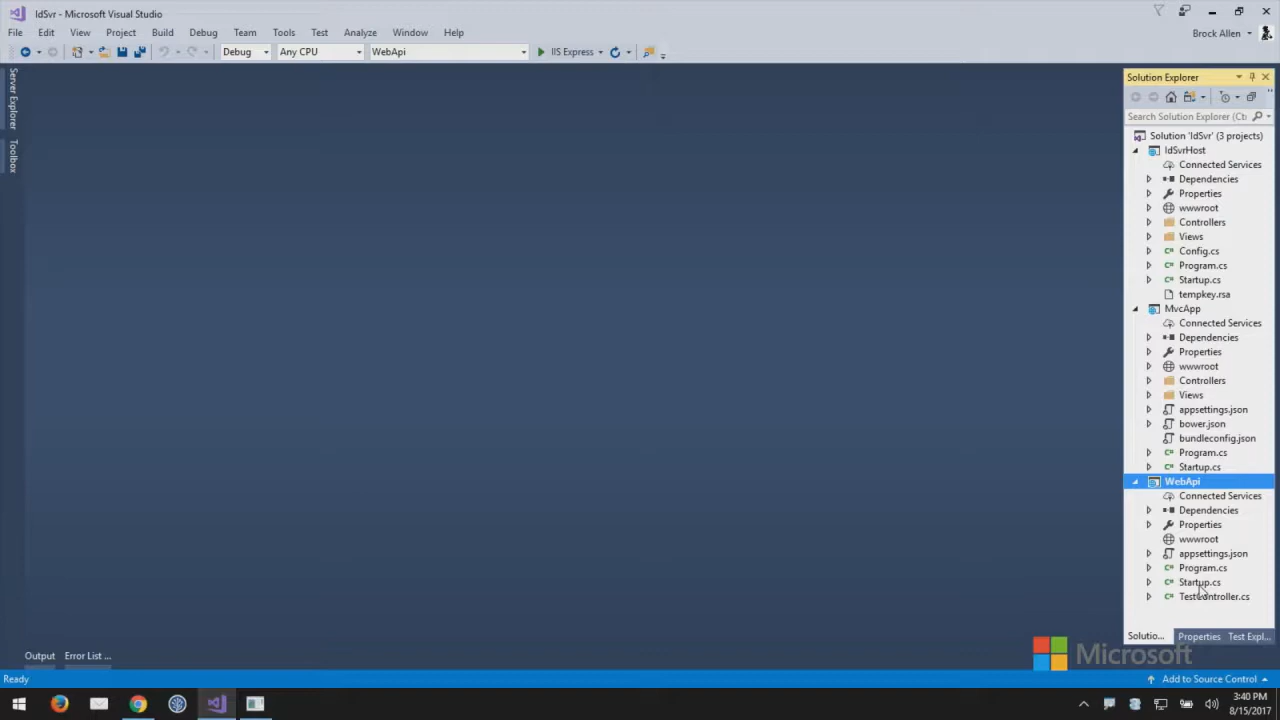 IdSvr - Microsoft Visual Studio
File Edit View Project Build Debug Team Tools Test Analyze Window Help
Brock Allen
Debug Any CPU WebApi IIS Express
Server Explorer
Toolbox
Solution Explorer
Search Solution Explorer (Ctr
Solution 'IdSvr' (3 projects)
IdSvrHost
Connected Services
Dependencies
Properties
wwwroot
Controllers
Views
Config.cs
Program.cs
Startup.cs
tempkey.rsa
MvcApp
Connected Services
Dependencies
Properties
wwwroot
Controllers
Views
appsettings.json
bower.json
bundleconfig.json
Program.cs
Startup.cs
WebApi
Connected Services
Dependencies
Properties
wwwroot
appsettings.json
Program.cs
Startup.cs
TestController.cs
Solutio... Properties Test Expl...
Output Error List ...
Microsoft
Ready
Add to Source Control
3:40 PM
8/15/2017